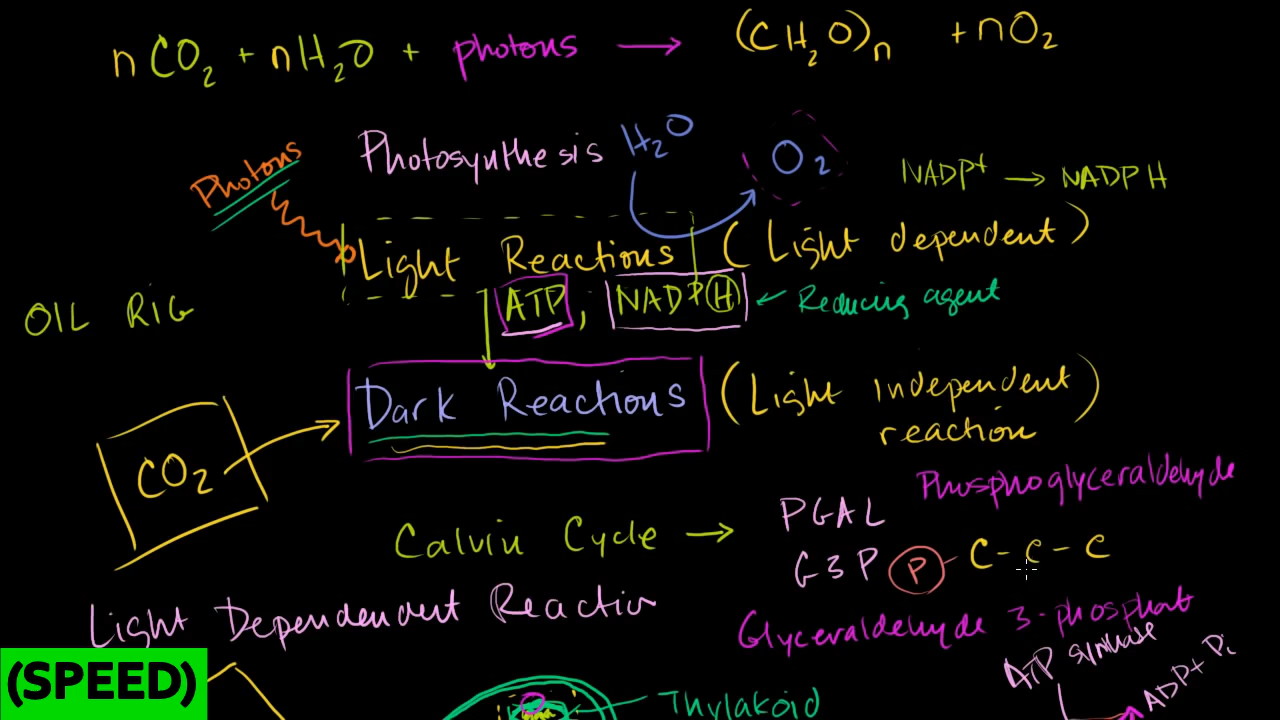 nCO2 + nH2O + photons → (CH2O)n + nO2
Photosynthesis
H2O
O2
NADP+ → NADPH
Photons
Light Reactions
(Light dependent)
ATP, NADPH
Reducing agent
OIL RIG
Dark Reactions
(Light Independent)
reaction
CO2
Phosphoglyceraldehyde
PGAL
Calvin Cycle →
G3P
P - C - C - C
Light Dependendent Reaction
Glyceraldehyde 3-phosphat
ATP synthase
ADP + Pi
(SPEED)
Thylakoid